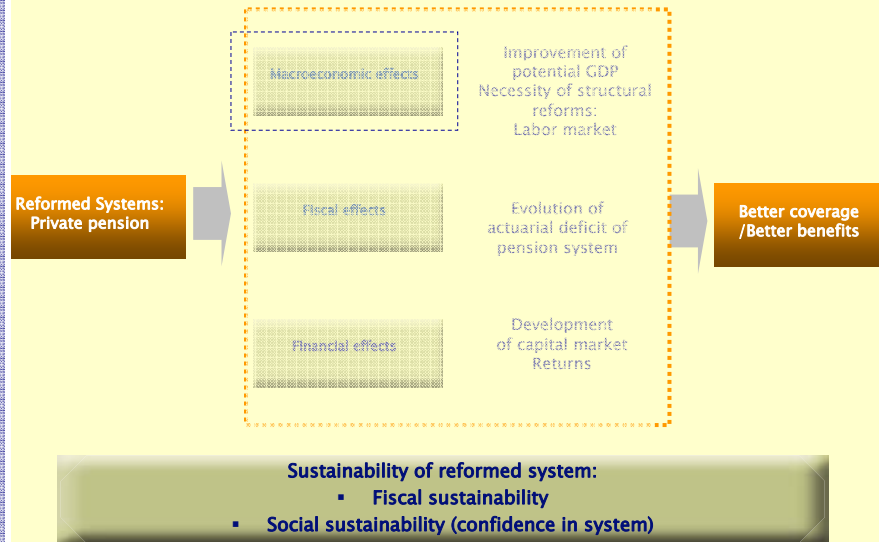 Reformed Systems:
Private pension
Macroeconomic effects
Improvement of
potential GDP
Necessity of structural
reforms:
Labor market
Fiscal effects
Evolution of
actuarial deficit of
pension system
Financial effects
Development
of capital market
Returns
Better coverage
/Better benefits
Sustainability of reformed system:
▪ Fiscal sustainability
▪ Social sustainability (confidence in system)